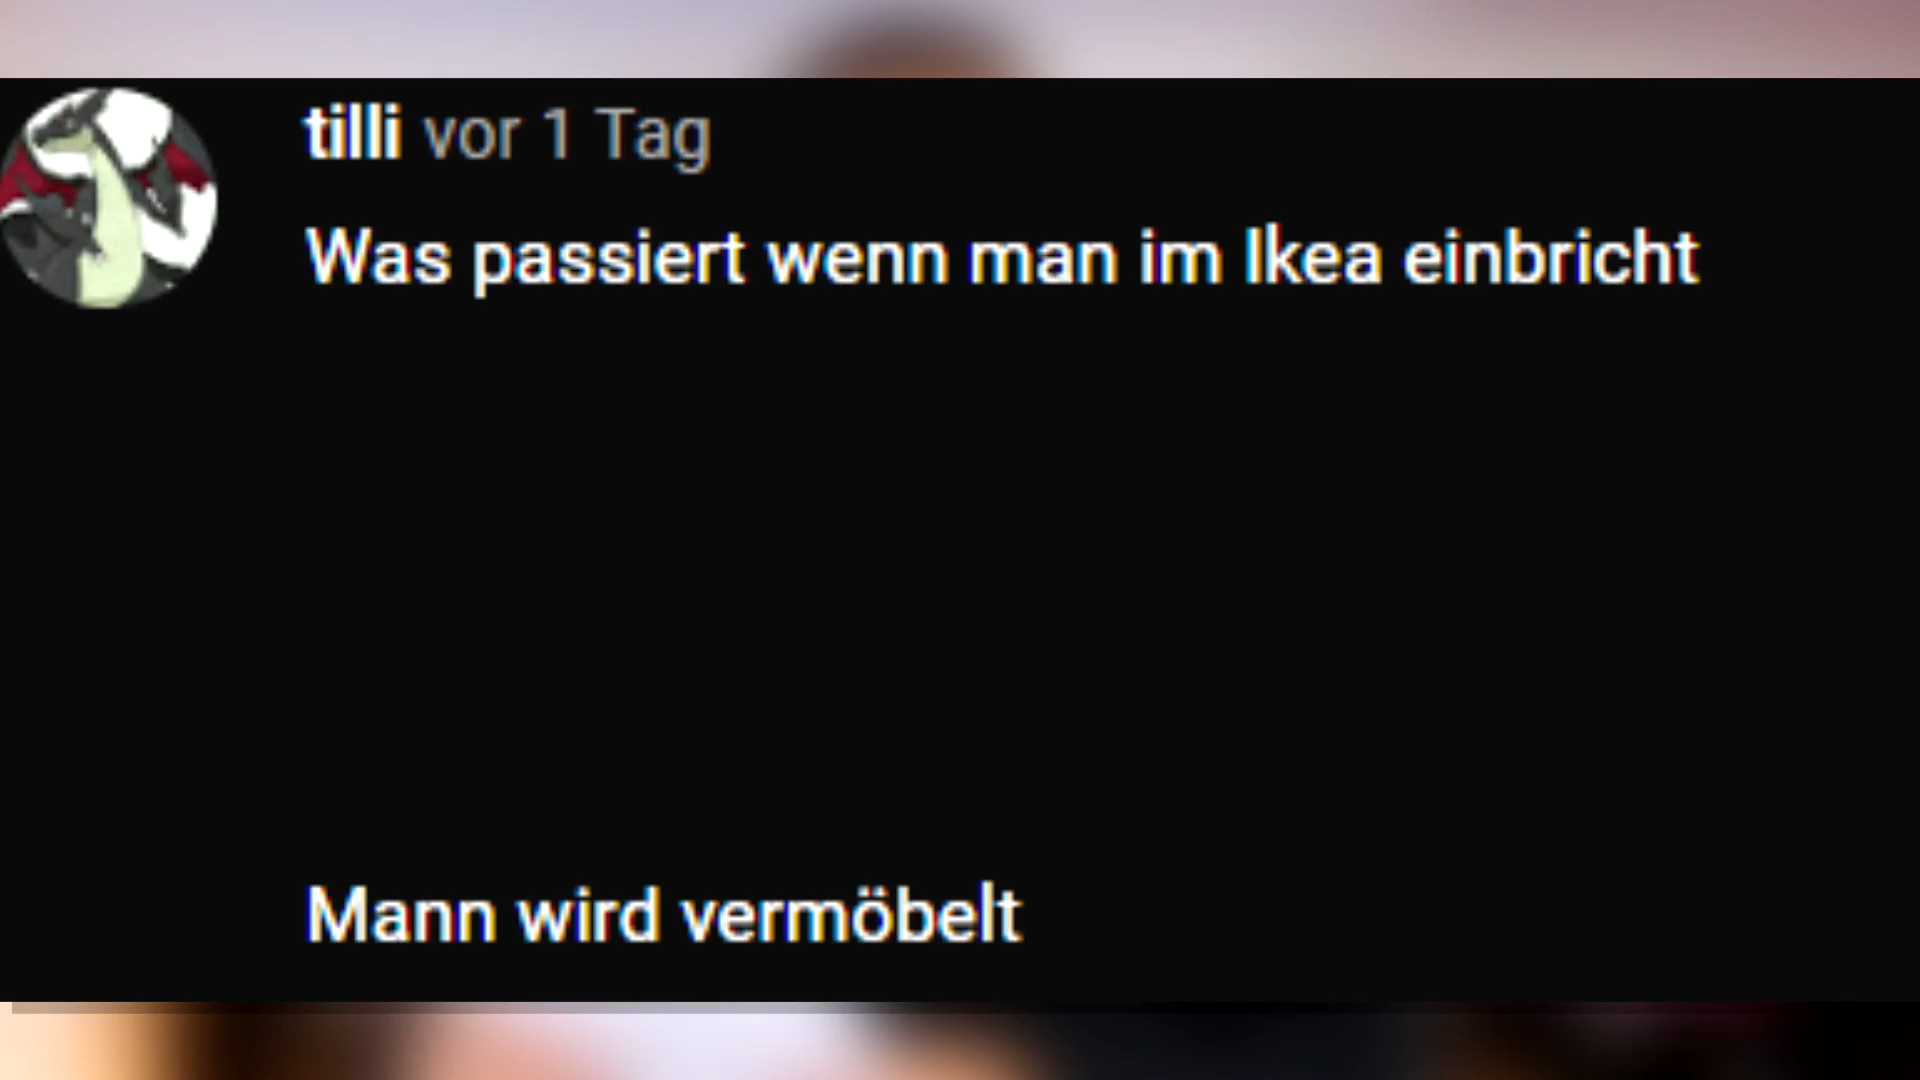 tilli vor 1 Tag
Was passiert wenn man im Ikea einbricht
Mann wird vermöbelt